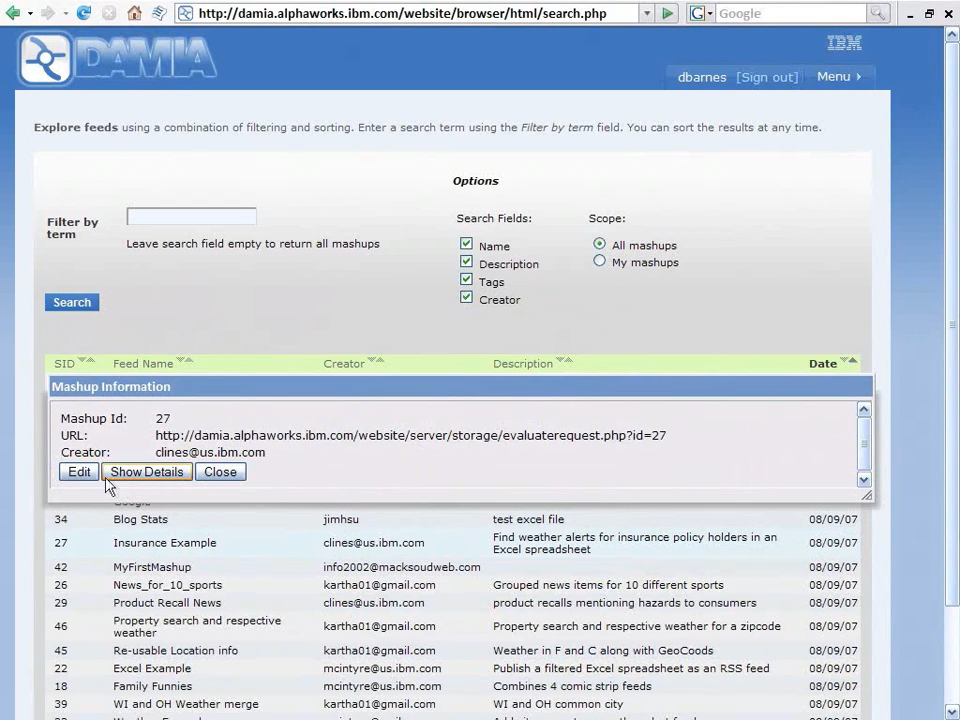 http://damia.alphaworks.ibm.com/website/browser/html/search.php
Google
DAMIA
IBM
dbarnes [Sign out] Menu ›
Explore feeds using a combination of filtering and sorting. Enter a search term using the Filter by term field. You can sort the results at any time.
Options
Filter by term
Leave search field empty to return all mashups
Search Fields:
Scope:
Name
Description
Tags
Creator
All mashups
My mashups
Search
SID Feed Name Creator Description Date
Mashup Information
Mashup Id: 27
URL: http://damia.alphaworks.ibm.com/website/server/storage/evaluaterequest.php?id=27
Creator: clines@us.ibm.com
Edit Show Details Close
Google
34 Blog Stats jimhsu test excel file 08/09/07
27 Insurance Example clines@us.ibm.com Find weather alerts for insurance policy holders in an Excel spreadsheet 08/09/07
42 MyFirstMashup info2002@macksoudweb.com 08/09/07
26 News_for_10_sports kartha01@gmail.com Grouped news items for 10 different sports 08/09/07
29 Product Recall News clines@us.ibm.com product recalls mentioning hazards to consumers 08/09/07
46 Property search and respective weather kartha01@gmail.com Property search and respective weather for a zipcode 08/09/07
45 Re-usable Location info kartha01@gmail.com Weather in F and C along with GeoCoods 08/09/07
22 Excel Example mcintyre@us.ibm.com Publish a filtered Excel spreadsheet as an RSS feed 08/09/07
18 Family Funnies mcintyre@us.ibm.com Combines 4 comic strip feeds 08/09/07
39 WI and OH Weather merge kartha01@gmail.com WI and OH common city 08/09/07